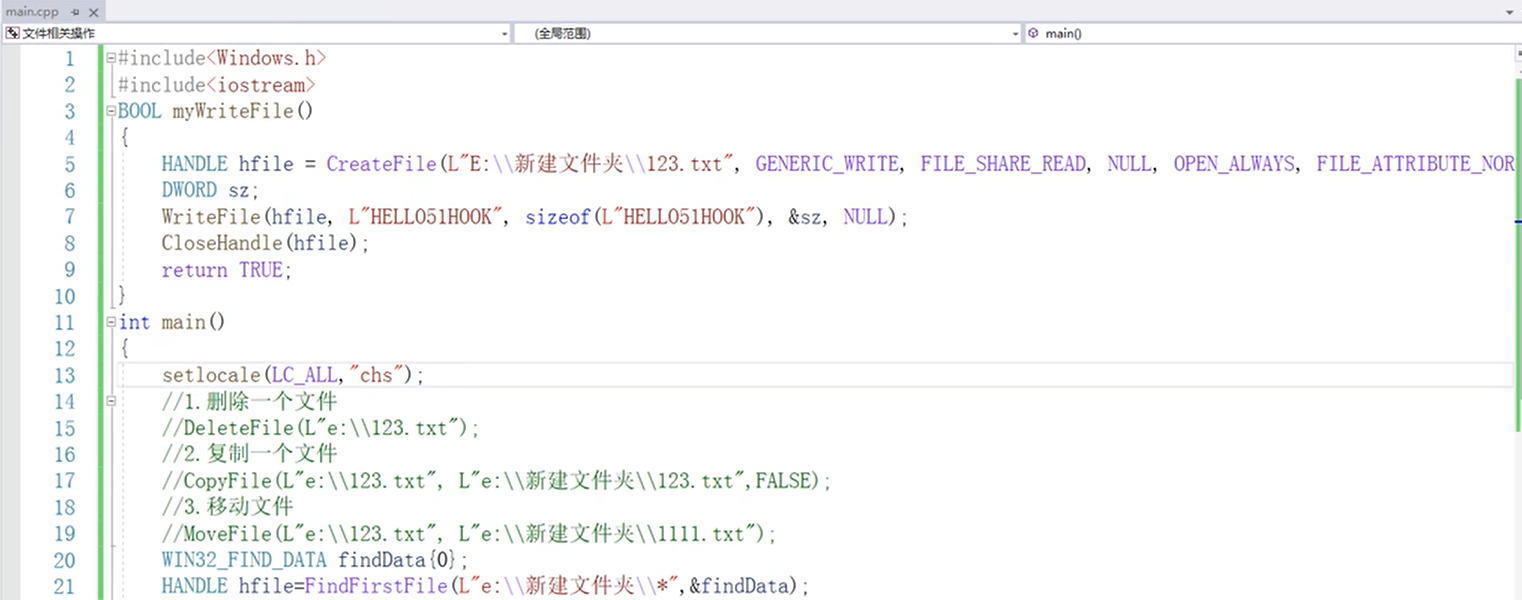 main.cpp
文件相关操作
(全局范围)
main()
1 #include<Windows.h>
2 #include<iostream>
3 BOOL myWriteFile()
4 {
5 HANDLE hfile = CreateFile(L"E:\\新建文件夹\\123.txt", GENERIC_WRITE, FILE_SHARE_READ, NULL, OPEN_ALWAYS, FILE_ATTRIBUTE_NOR
6 DWORD sz;
7 WriteFile(hfile, L"HELLO51HOOK", sizeof(L"HELLO51HOOK"), &sz, NULL);
8 CloseHandle(hfile);
9 return TRUE;
10 }
11 int main()
12 {
13 setlocale(LC_ALL,"chs");
14 //1.删除一个文件
15 //DeleteFile(L"e:\\123.txt");
16 //2.复制一个文件
17 //CopyFile(L"e:\\123.txt", L"e:\\新建文件夹\\123.txt",FALSE);
18 //3.移动文件
19 //MoveFile(L"e:\\123.txt", L"e:\\新建文件夹\\1111.txt");
20 WIN32_FIND_DATA findData{0};
21 HANDLE hfile=FindFirstFile(L"e:\\新建文件夹\\*",&findData);